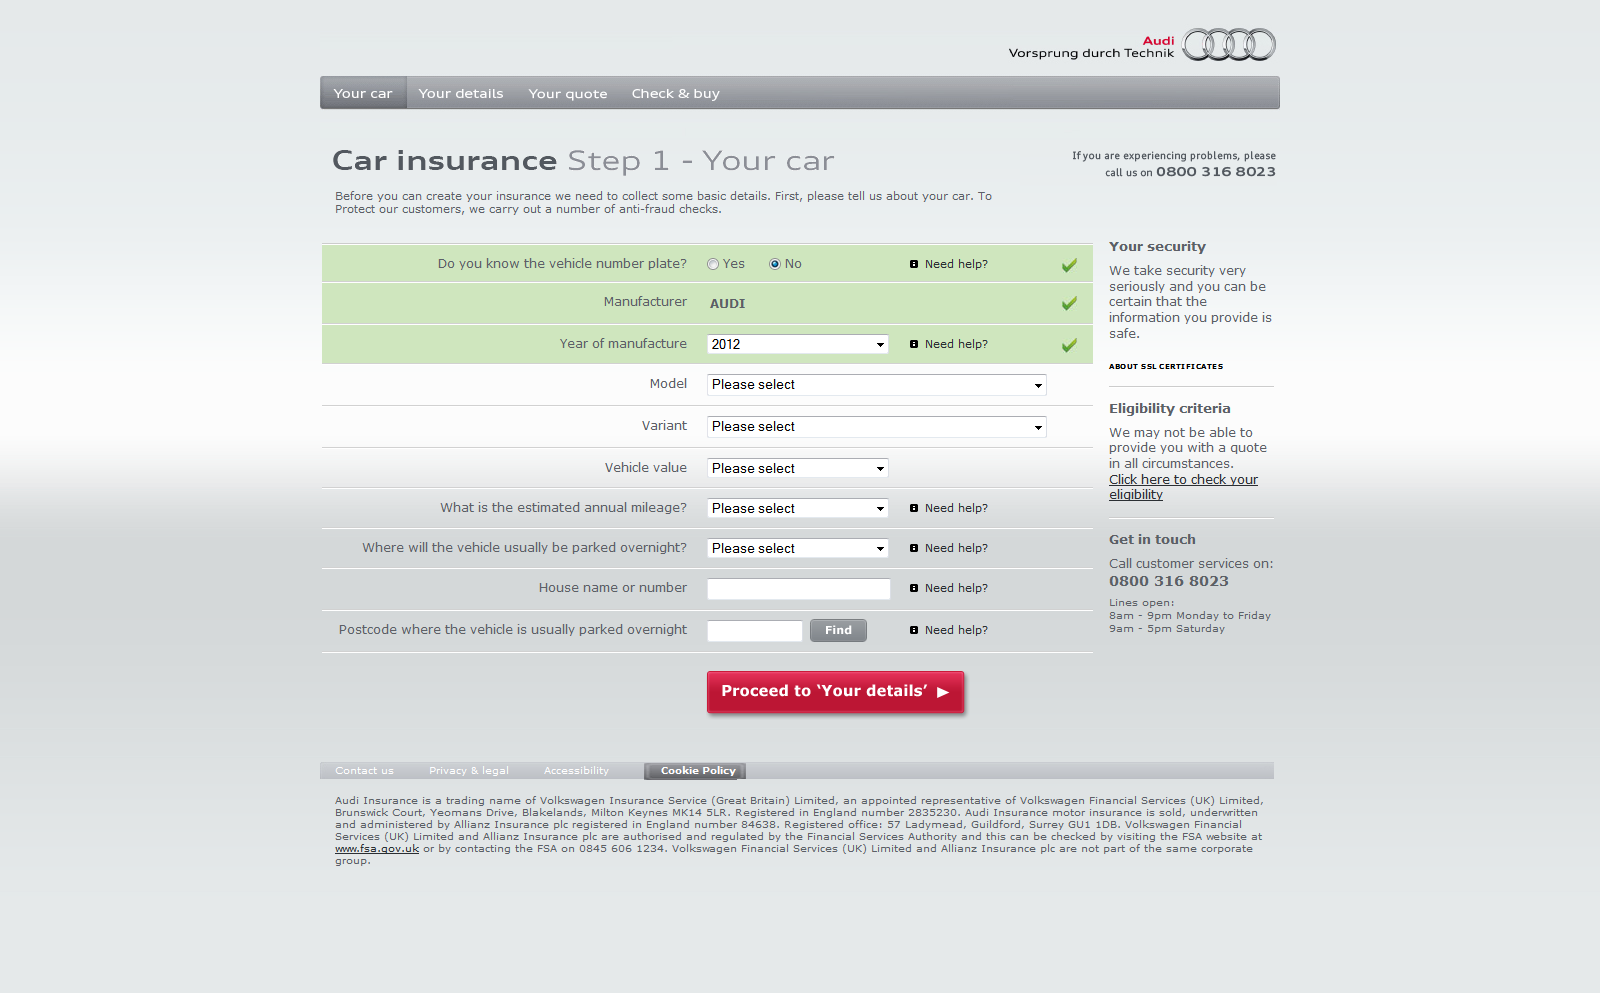 Audi
Vorsprung durch Technik
Your car Your details Your quote Check & buy
Car insurance Step 1 - Your car
If you are experiencing problems, please
call us on 0800 316 8023
Before you can create your insurance we need to collect some basic details. First, please tell us about your car. To
Protect our customers, we carry out a number of anti-fraud checks.
Do you know the vehicle number plate? Yes No Need help?
Manufacturer AUDI
Year of manufacture 2012 Need help?
Model Please select
Variant Please select
Vehicle value Please select
What is the estimated annual mileage? Please select Need help?
Where will the vehicle usually be parked overnight? Please select Need help?
House name or number Need help?
Postcode where the vehicle is usually parked overnight Find Need help?
Proceed to ‘Your details’
Your security
We take security very
seriously and you can be
certain that the
information you provide is
safe.
ABOUT SSL CERTIFICATES
Eligibility criteria
We may not be able to
provide you with a quote
in all circumstances.
Click here to check your
eligibility
Get in touch
Call customer services on:
0800 316 8023
Lines open:
8am - 9pm Monday to Friday
9am - 5pm Saturday
Contact us Privacy & legal Accessibility Cookie Policy
Audi Insurance is a trading name of Volkswagen Insurance Service (Great Britain) Limited, an appointed representative of Volkswagen Financial Services (UK) Limited,
Brunswick Court, Yeomans Drive, Blakelands, Milton Keynes MK14 5LR. Registered in England number 2835230. Audi Insurance motor insurance is sold, underwritten
and administered by Allianz Insurance plc registered in England number 84638. Registered office: 57 Ladymead, Guildford, Surrey GU1 1DB. Volkswagen Financial
Services (UK) Limited and Allianz Insurance plc are authorised and regulated by the Financial Services Authority and this can be checked by visiting the FSA website at
www.fsa.gov.uk or by contacting the FSA on 0845 606 1234. Volkswagen Financial Services (UK) Limited and Allianz Insurance plc are not part of the same corporate
group.